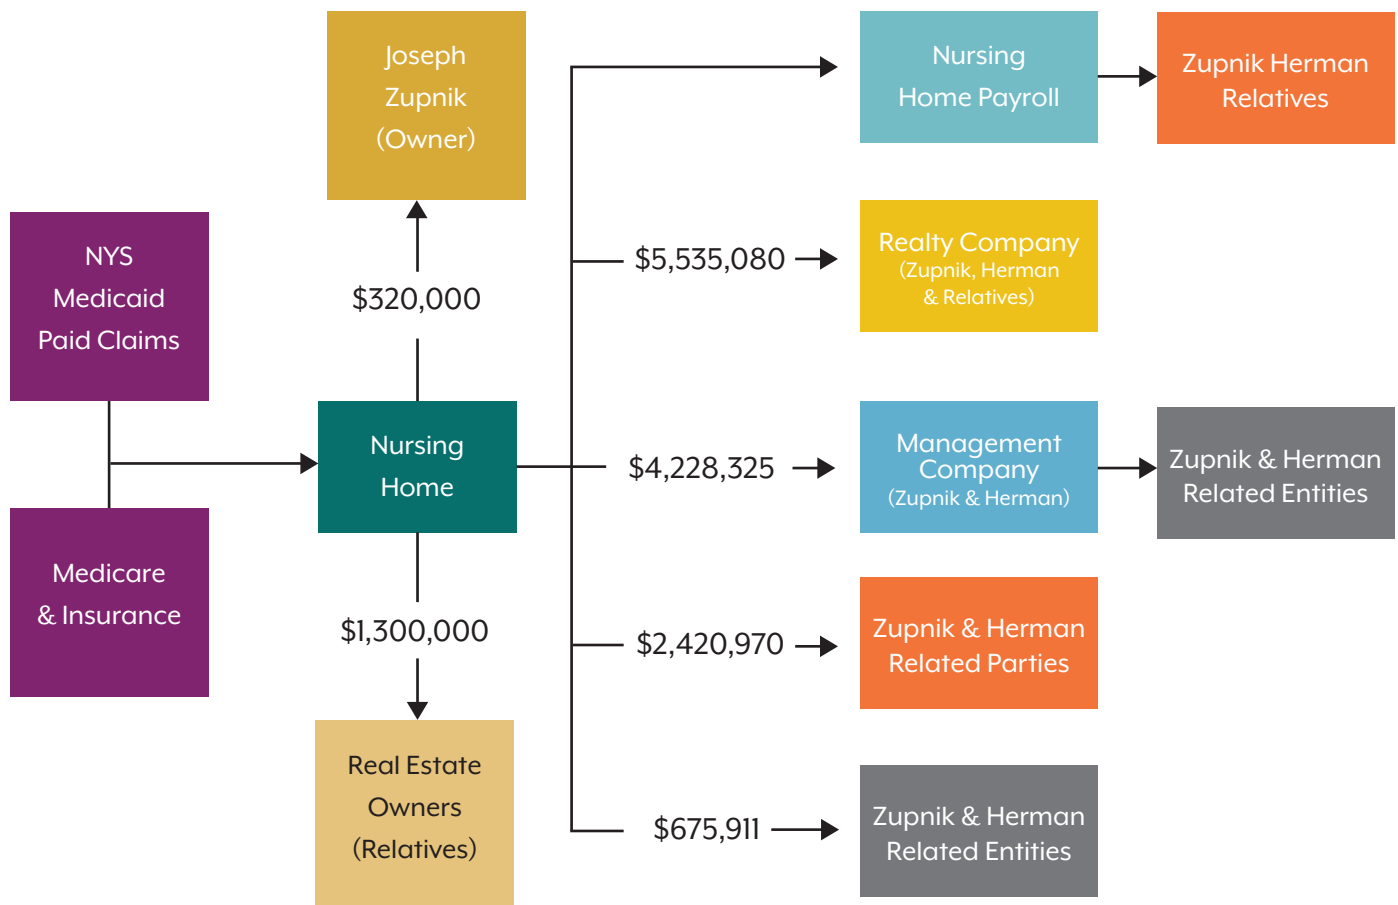 NYS
Medicaid
Paid Claims
Medicare
& Insurance
Joseph
Zupnik
(Owner)
$320,000
Nursing
Home
$1,300,000
Real Estate
Owners
(Relatives)
Nursing
Home Payroll
Zupnik Herman
Relatives
$5,535,080
Realty Company
(Zupnik, Herman
& Relatives)
$4,228,325
Management
Company
(Zupnik & Herman)
Zupnik & Herman
Related Entities
$2,420,970
Zupnik & Herman
Related Parties
$675,911
Zupnik & Herman
Related Entities